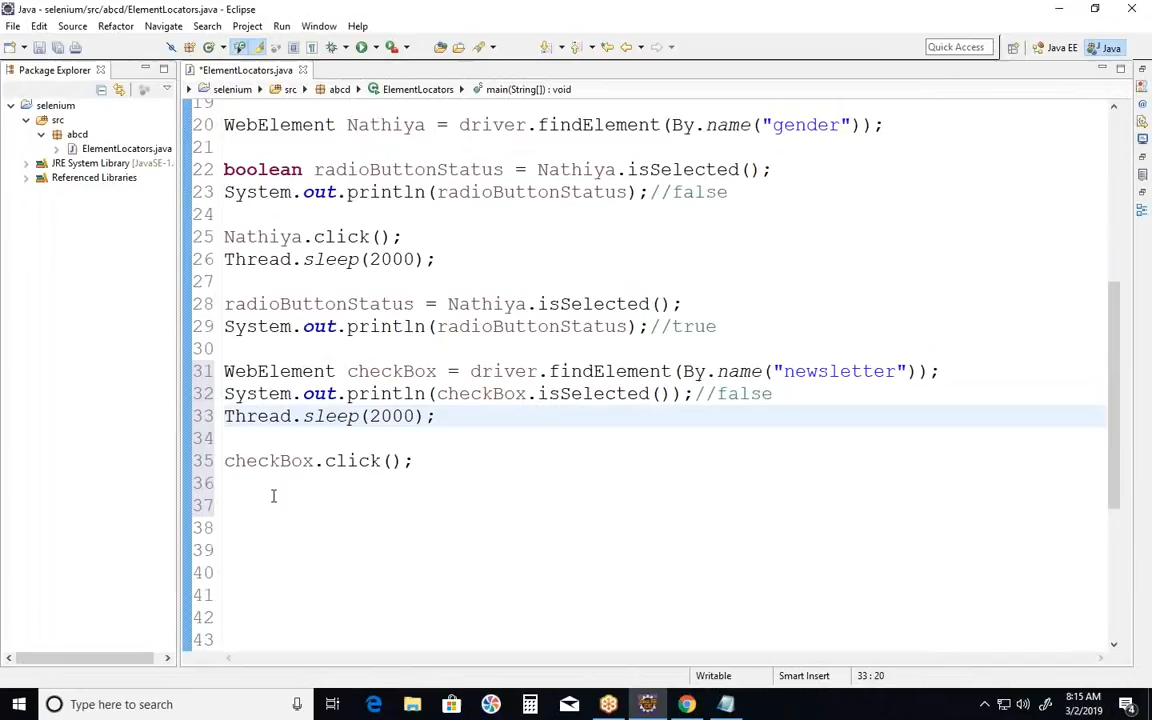 Java - selenium/src/abcd/ElementLocators.java - Eclipse
File Edit Source Refactor Navigate Search Project Run Window Help
Quick Access Java EE Java
Package Explorer *ElementLocators.java
selenium src abcd ElementLocators main(String[]) : void
selenium
src
abcd
ElementLocators.java
JRE System Library [JavaSE-1.
Referenced Libraries
19
20 WebElement Nathiya = driver.findElement(By.name("gender"));
21
22 boolean radioButtonStatus = Nathiya.isSelected();
23 System.out.println(radioButtonStatus);//false
24
25 Nathiya.click();
26 Thread.sleep(2000);
27
28 radioButtonStatus = Nathiya.isSelected();
29 System.out.println(radioButtonStatus);//true
30
31 WebElement checkBox = driver.findElement(By.name("newsletter"));
32 System.out.println(checkBox.isSelected());//false
33 Thread.sleep(2000);
34
35 checkBox.click();
36
37
38
39
40
41
42
43
Writable Smart Insert 33 : 20
Type here to search
8:15 AM
3/2/2019
4